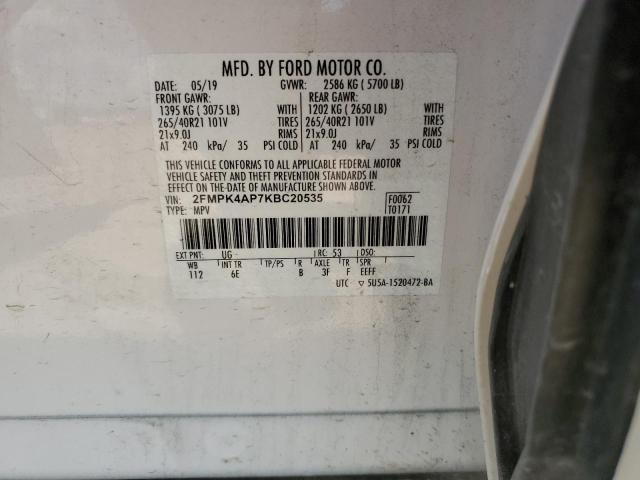 MFD. BY FORD MOTOR CO.
DATE: 05/19 GVWR: 2586 KG ( 5700 LB)
FRONT GAWR: REAR GAWR:
1395 KG ( 3075 LB) WITH 1202 KG ( 2650 LB) WITH
265/40R21 101V TIRES 265/40R21 101V TIRES
21x9.0J RIMS 21x9.0J RIMS
AT 240 kPa/ 35 PSI COLD AT 240 kPa/ 35 PSI COLD
THIS VEHICLE CONFORMS TO ALL APPLICABLE FEDERAL MOTOR
VEHICLE SAFETY AND THEFT PREVENTION STANDARDS IN
EFFECT ON THE DATE OF MANUFACTURE SHOWN ABOVE.
VIN: 2FMPK4AP7KBC20535 F0062
TYPE: MPV T0171
EXT PNT: UG RC: 53 DSO:
WB INT TR TP/PS R AXLE TR SPR
112 6E B 3F F EEFF
UTC ▽ 5U5A-1520472-BA